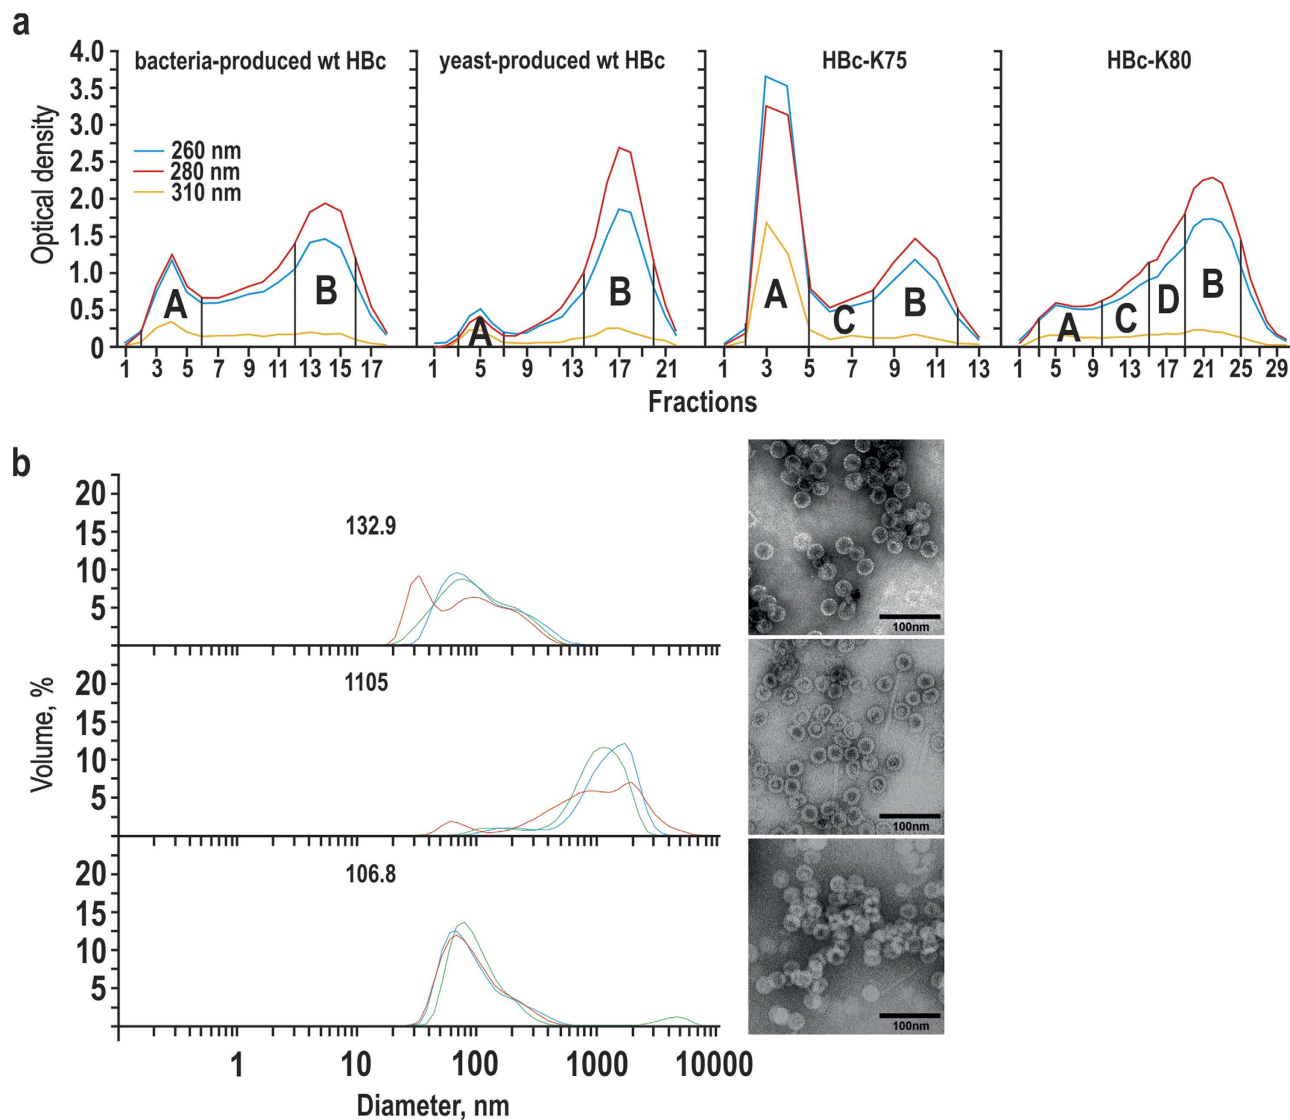 a
bacteria-produced wt HBc
yeast-produced wt HBc
HBc-K75
HBc-K80
4.0
3.5
3.0
2.5
2.0
1.5
1.0
0.5
0
Optical density
260 nm
280 nm
310 nm
A
B
A
B
A
C
B
A
C
D
B
1 3 5 7 9 11 13 15 17
1 5 9 13 17 21
1 3 5 7 9 11 13
1 5 9 13 17 21 25 29
Fractions
b
20
15
10
5
132.9
100nm
20
15
10
5
1105
100nm
20
15
10
5
106.8
100nm
Volume, %
1 10 100 1000 10000
Diameter, nm